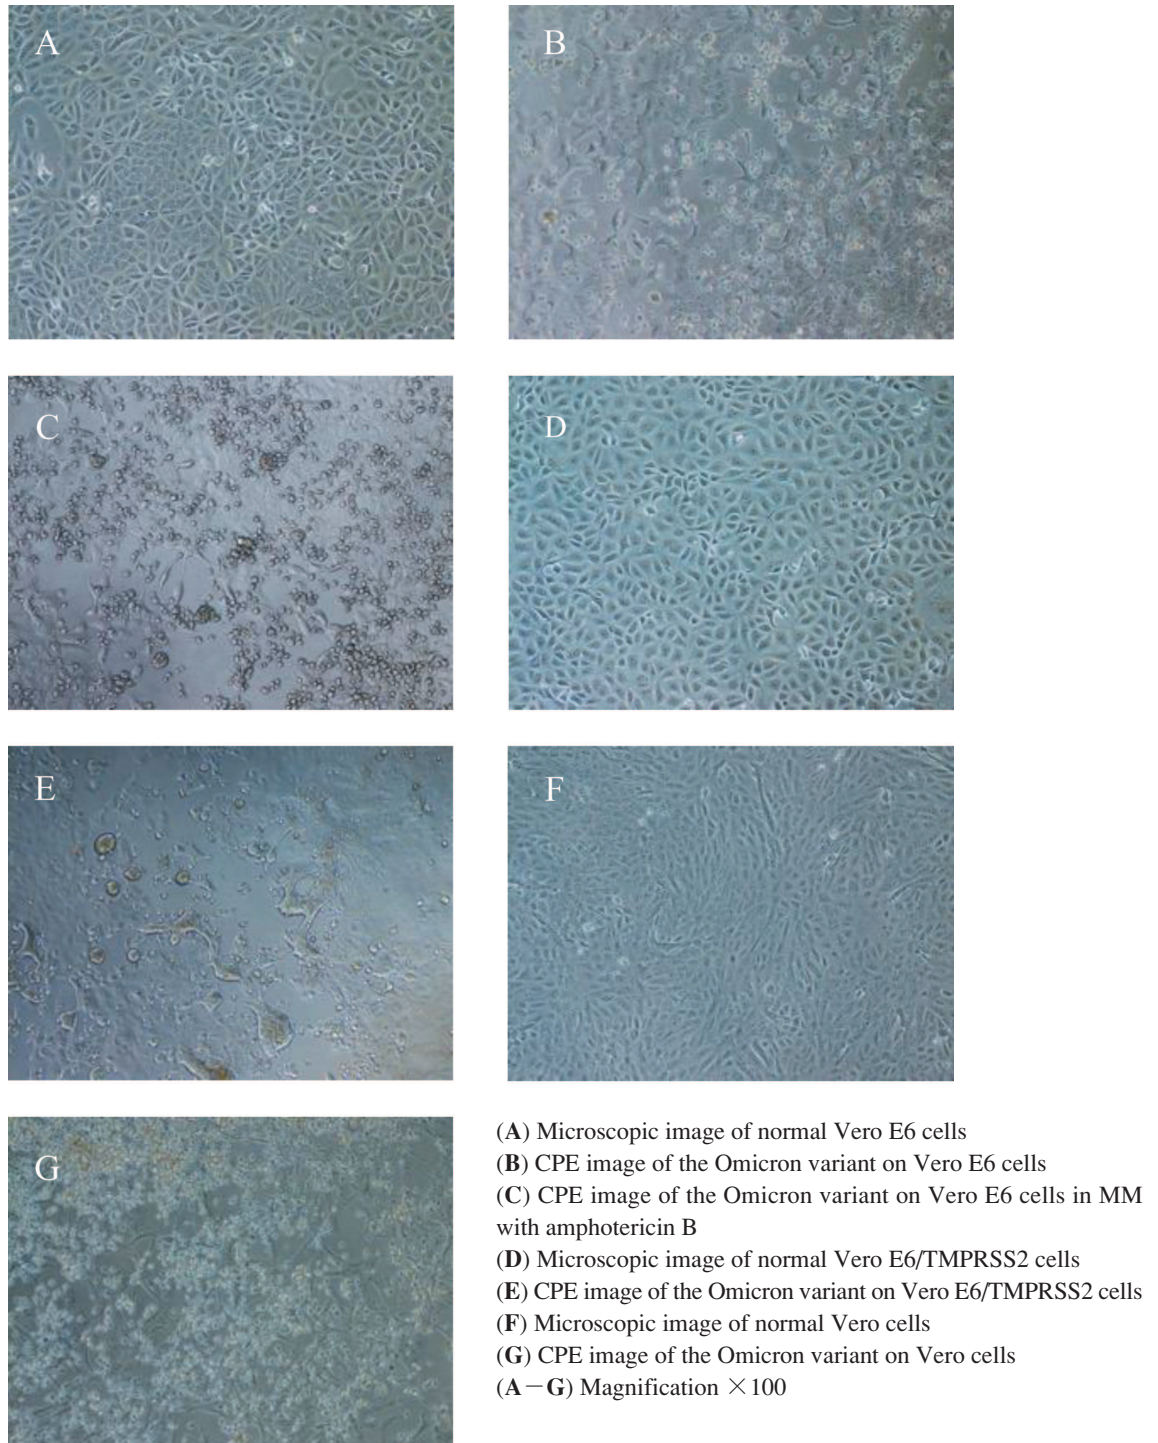 A
B
C
D
E
F
G
(A) Microscopic image of normal Vero E6 cells
(B) CPE image of the Omicron variant on Vero E6 cells
(C) CPE image of the Omicron variant on Vero E6 cells in MM
with amphotericin B
(D) Microscopic image of normal Vero E6/TMPRSS2 cells
(E) CPE image of the Omicron variant on Vero E6/TMPRSS2 cells
(F) Microscopic image of normal Vero cells
(G) CPE image of the Omicron variant on Vero cells
(A−G) Magnification ×100